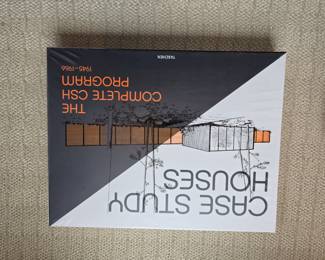 CASE STUDY
HOUSES
THE
COMPLETE CSH
PROGRAM
1945–1966
TASCHEN